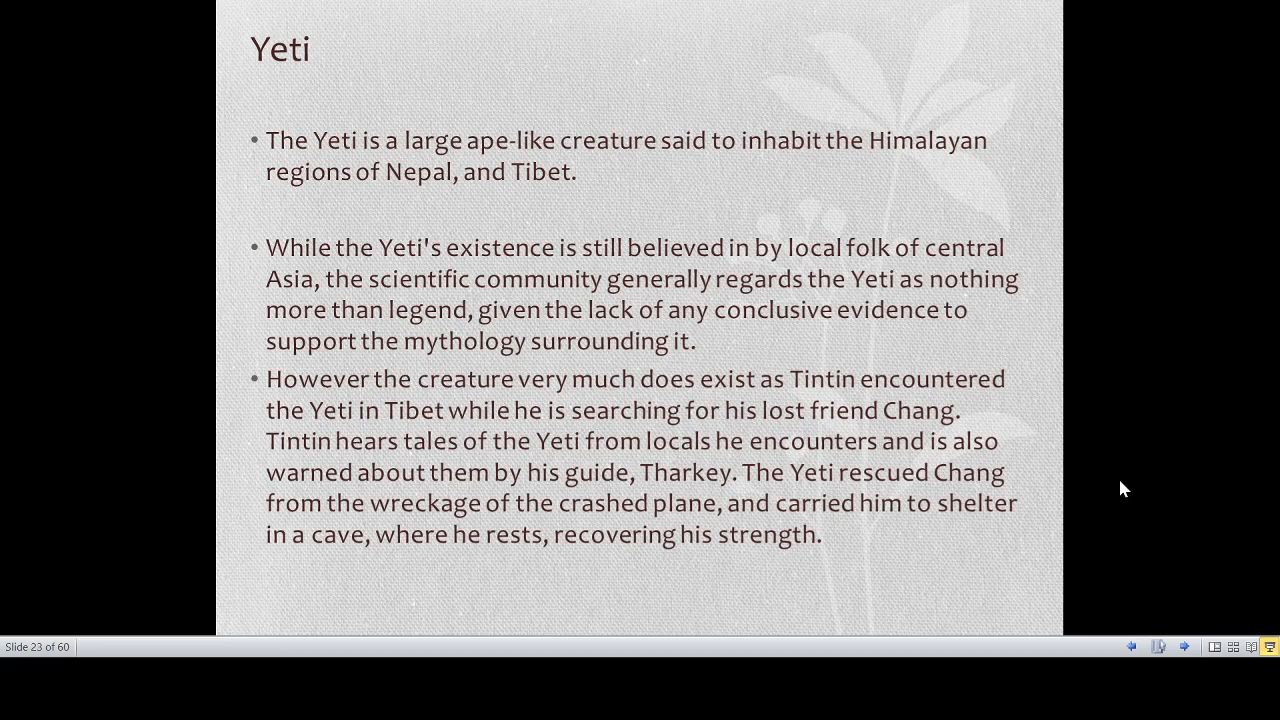 Yeti
• The Yeti is a large ape-like creature said to inhabit the Himalayan
regions of Nepal, and Tibet.
• While the Yeti's existence is still believed in by local folk of central
Asia, the scientific community generally regards the Yeti as nothing
more than legend, given the lack of any conclusive evidence to
support the mythology surrounding it.
• However the creature very much does exist as Tintin encountered
the Yeti in Tibet while he is searching for his lost friend Chang.
Tintin hears tales of the Yeti from locals he encounters and is also
warned about them by his guide, Tharkey. The Yeti rescued Chang
from the wreckage of the crashed plane, and carried him to shelter
in a cave, where he rests, recovering his strength.
Slide 23 of 60